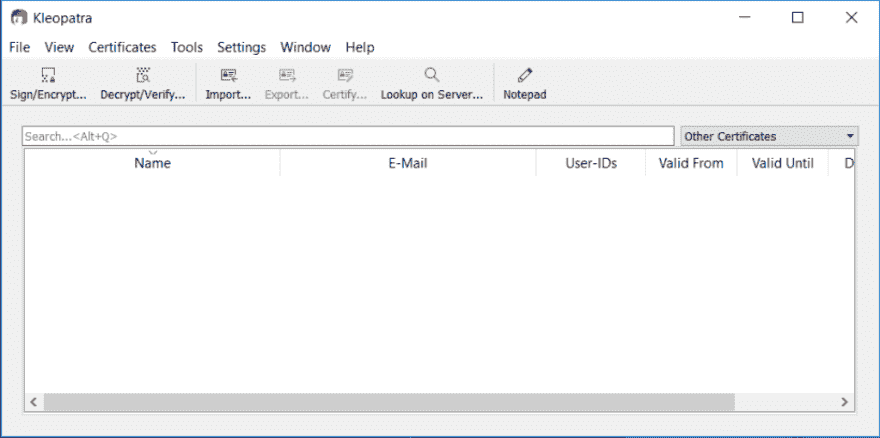 Kleopatra
File View Certificates Tools Settings Window Help
Sign/Encrypt... Decrypt/Verify... Import... Export... Certify... Lookup on Server... Notepad
Search...<Alt+Q> Other Certificates
Name E-Mail User-IDs Valid From Valid Until D